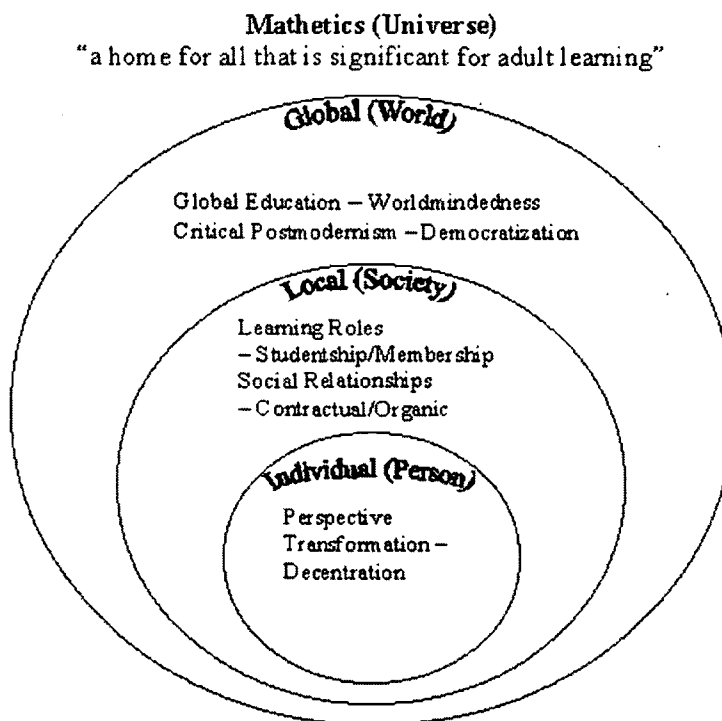 Mathetics (Universe)
“a home for all that is significant for adult learning”
Global (World)
Global Education – Worldmindedness
Critical Postmodernism – Democratization
Local (Society)
Learning Roles
– Studentship/Membership
Social Relationships
– Contractual/Organic
Individual (Person)
Perspective
Transformation –
Decentration